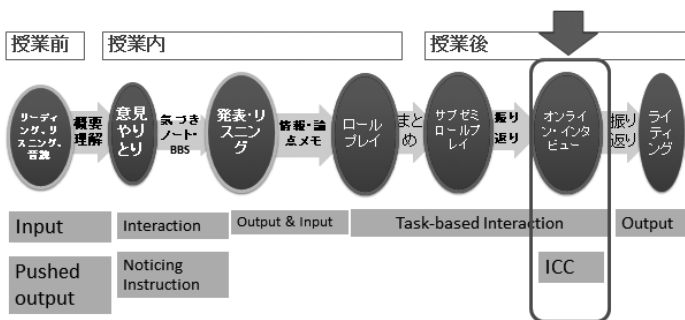 授業前
授業内
授業後
リーディ
ング、リ
スニング、
音読
概要
理解
意見
やり
とり
気づき
ノート・
BBS
発表・リ
スニン
グ
情報・論
点メモ
ロール
プレイ
まと
め
サブゼミ
ロールプ
レイ
振り
返り
オンライ
ン・インタ
ビュー
振り
返り
ライ
ティ
ング
Input
Interaction
Output & Input
Task-based Interaction
Output
Pushed
output
Noticing
Instruction
ICC